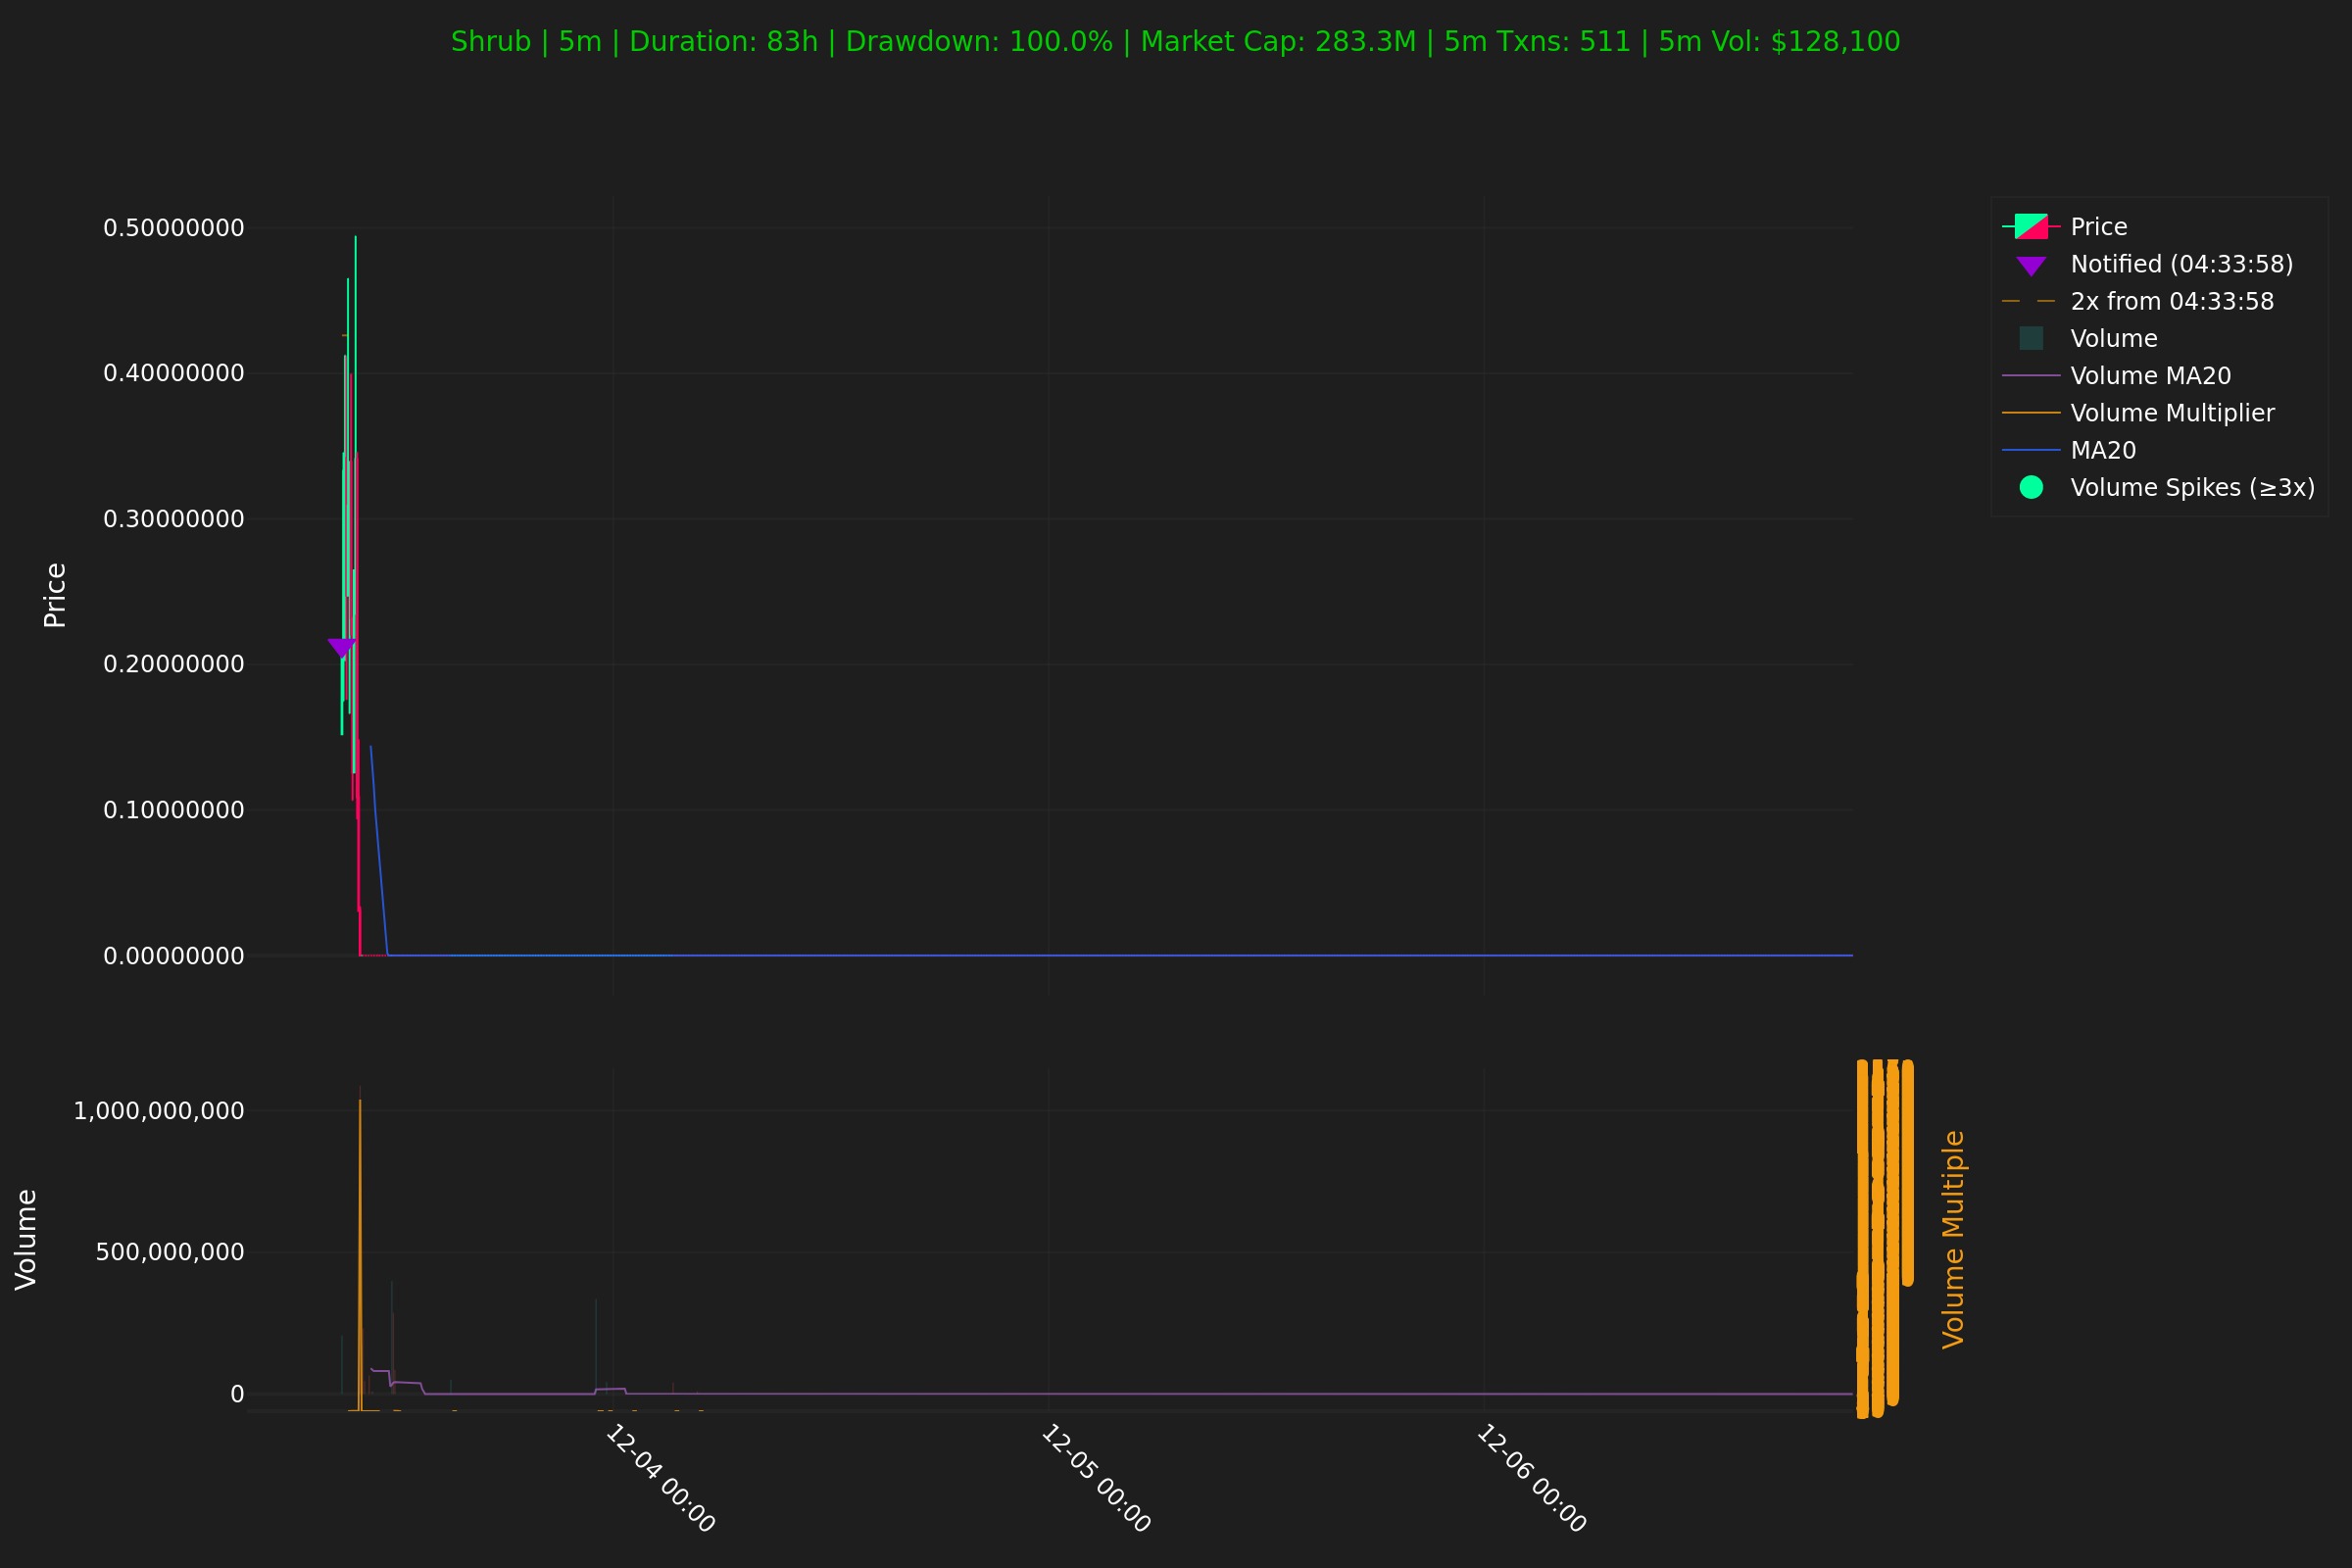 Shrub | 5m | Duration: 83h | Drawdown: 100.0% | Market Cap: 283.3M | 5m Txns: 511 | 5m Vol: $128,100
Price
0.50000000
0.40000000
0.30000000
0.20000000
0.10000000
0.00000000
Price
Notified (04:33:58)
2x from 04:33:58
Volume
Volume MA20
Volume Multiplier
MA20
Volume Spikes (≥3x)
Volume
1,000,000,000
500,000,000
0
Volume Multiple
12-04 00:00
12-05 00:00
12-06 00:00